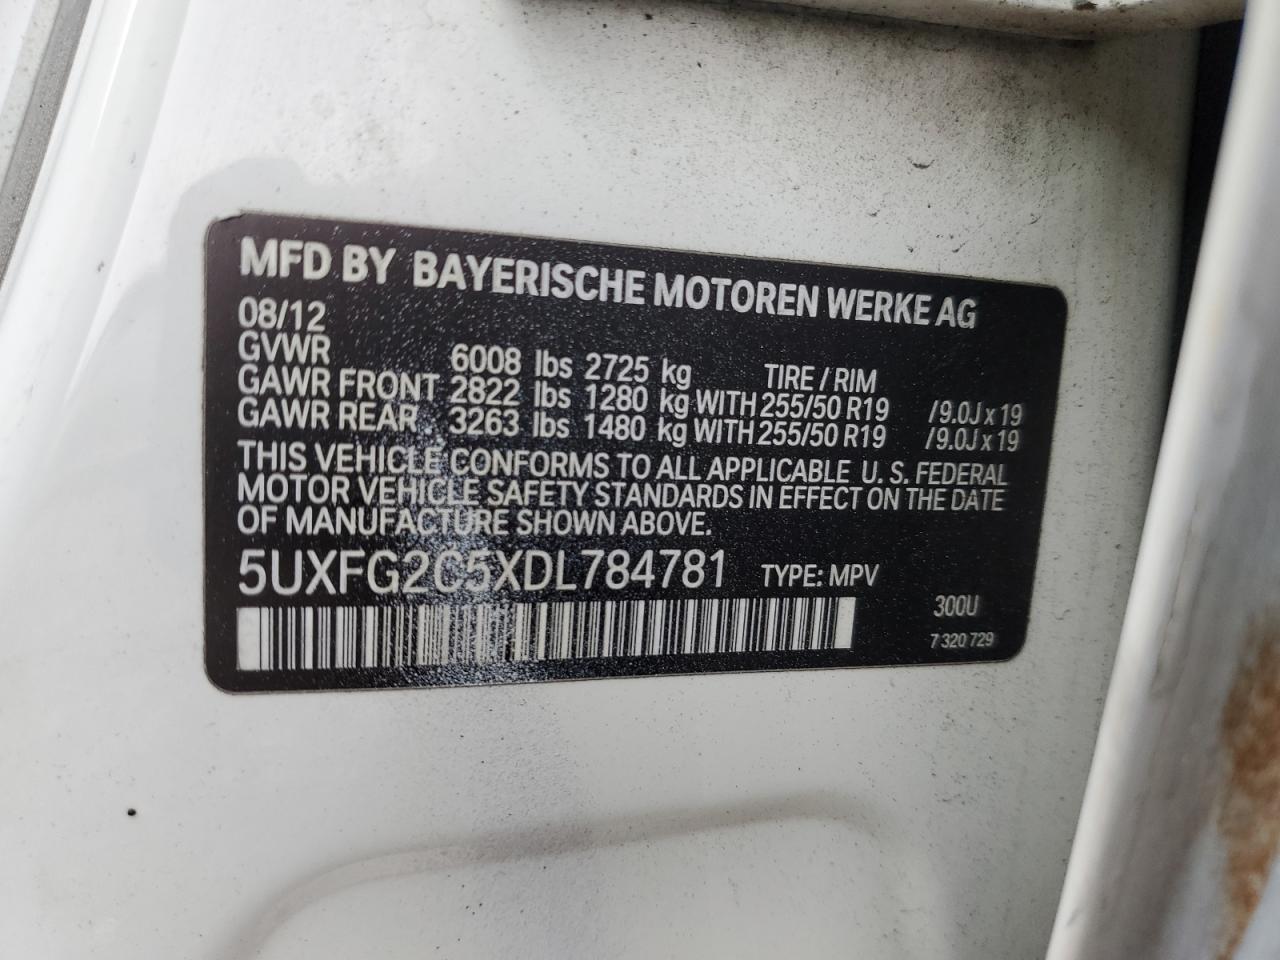 MFD BY BAYERISCHE MOTOREN WERKE AG
08/12
GVWR 6008 lbs 2725 kg TIRE / RIM
GAWR FRONT 2822 lbs 1280 kg WITH 255/50 R19 /9.0J x 19
GAWR REAR 3263 lbs 1480 kg WITH 255/50 R19 /9.0J x 19
THIS VEHICLE CONFORMS TO ALL APPLICABLE U. S. FEDERAL
MOTOR VEHICLE SAFETY STANDARDS IN EFFECT ON THE DATE
OF MANUFACTURE SHOWN ABOVE.
5UXFG2C5XDL784781 TYPE: MPV
300U
7 320 729